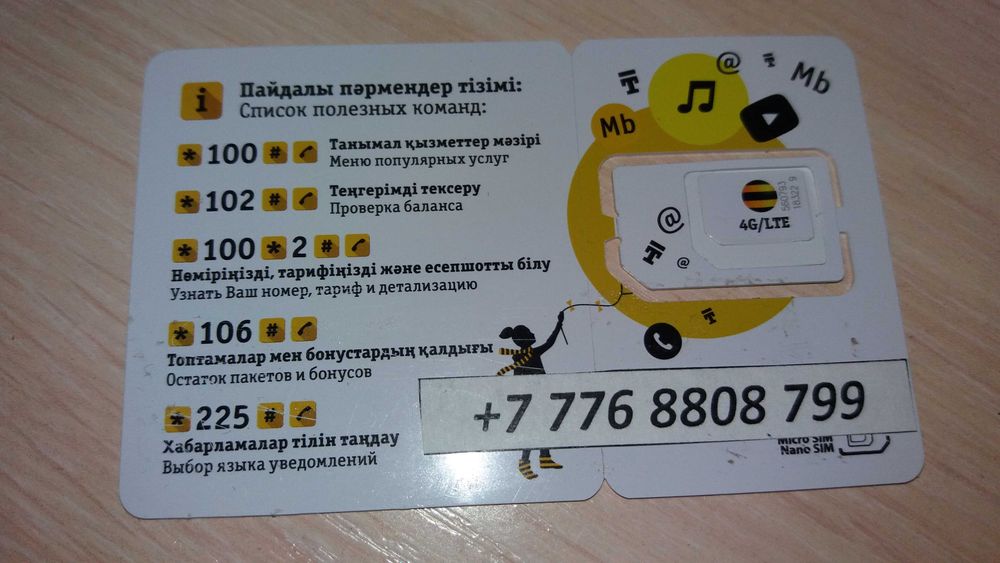 i
Пайдалы пәрмендер тізімі:
Список полезных команд:
*100#
Танымал қызметтер мәзірі
Меню популярных услуг
*102#
Теңгерімді тексеру
Проверка баланса
*100*2#
Нөміріңізді, тарифіңізді және есепшотты білу
Узнать Ваш номер, тариф и детализацию
*106#
Топтамалар мен бонустардың қалдығы
Остаток пакетов и бонусов
*225#
Хабарламалар тілін таңдау
Выбор языка уведомлений
₸ @ ₸ Mb
Mb
4G/LTE
560793
18322 9
@
₸ @
₸
+7 776 8808 799
Micro SIM
Nano SIM